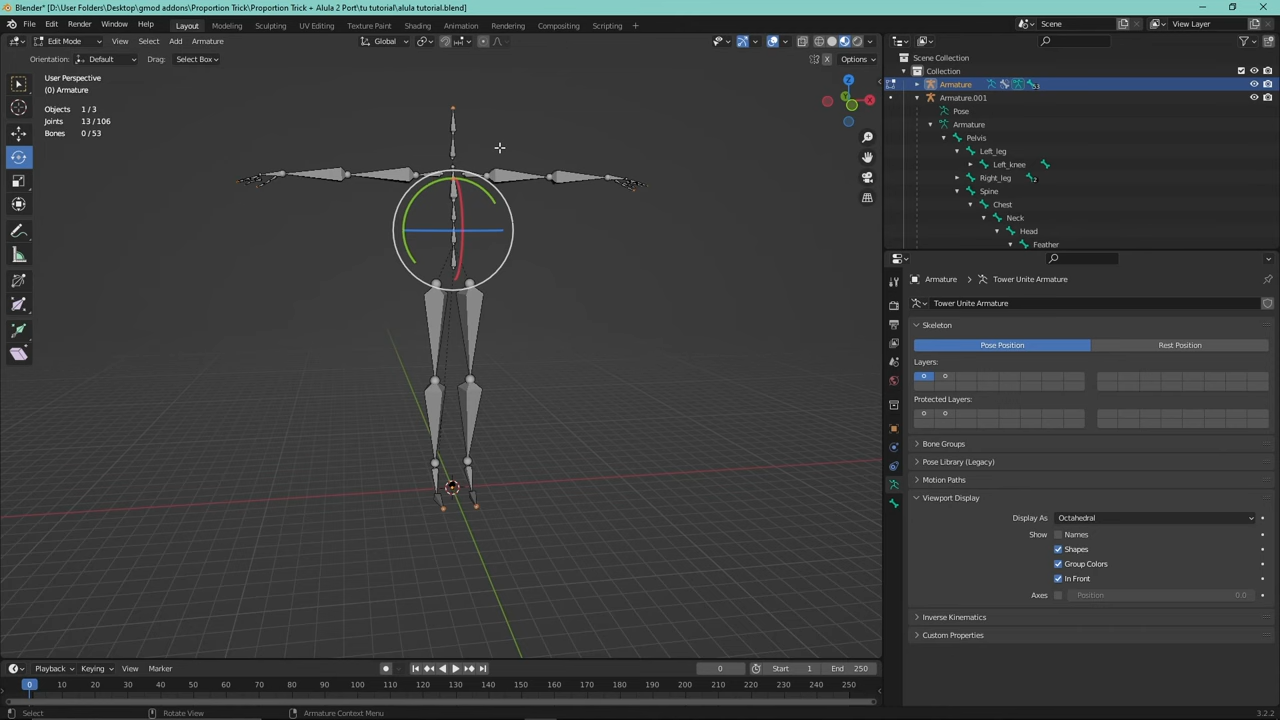 Blender* [D:\User Folders\Desktop\gmod addons\Proportion Trick\Proportion Trick + Alula 2 Port\tu tutorial\alula tutorial.blend]
File Edit Render Window Help Layout Modeling Sculpting UV Editing Texture Paint Shading Animation Rendering Compositing Scripting + Scene View Layer
Edit Mode View Select Add Armature Global
Orientation: Default Drag: Select Box X Options
User Perspective
(0) Armature
Objects 1 / 3
Joints 13 / 106
Bones 0 / 53
Z
Y
X
Scene Collection
Collection
Armature 53
Armature.001
Pose
Armature
Pelvis
Left_leg
Left_knee
Right_leg 2
Spine
Chest
Neck
Head
Feather
Armature > Tower Unite Armature
Tower Unite Armature
Skeleton
Pose Position Rest Position
Layers:
Protected Layers:
Bone Groups
Pose Library (Legacy)
Motion Paths
Viewport Display
Display As Octahedral
Show Names
Shapes
Group Colors
In Front
Axes Position 0.0
Inverse Kinematics
Custom Properties
Playback Keying View Marker 0 Start 1 End 250
0 10 20 30 40 50 60 70 80 90 100 110 120 130 140 150 160 170 180 190 200 210 220 230 240 250
Select Rotate View Armature Context Menu 3.2.2